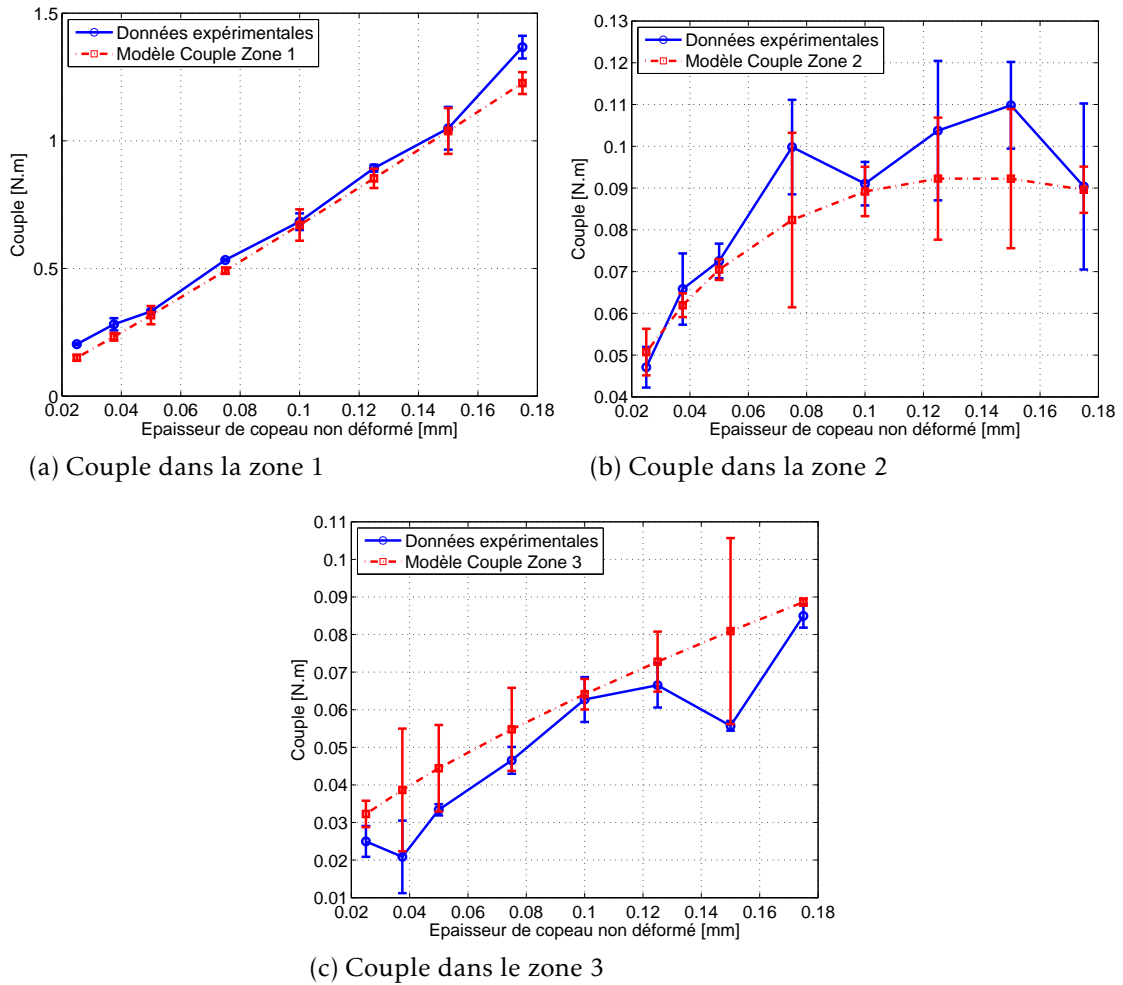 1.5
1
0.5
0
Couple [N.m]
Données expérimentales
Modèle Couple Zone 1
0.02 0.04 0.06 0.08 0.1 0.12 0.14 0.16 0.18
Epaisseur de copeau non déformé [mm]
(a) Couple dans la zone 1
0.13
0.12
0.11
0.1
0.09
0.08
0.07
0.06
0.05
0.04
Couple [N.m]
Données expérimentales
Modèle Couple Zone 2
0.02 0.04 0.06 0.08 0.1 0.12 0.14 0.16 0.18
Epaisseur de copeau non déformé [mm]
(b) Couple dans la zone 2
0.11
0.1
0.09
0.08
0.07
0.06
0.05
0.04
0.03
0.02
0.01
Couple [N.m]
Données expérimentales
Modèle Couple Zone 3
0.02 0.04 0.06 0.08 0.1 0.12 0.14 0.16 0.18
Epaisseur de copeau non déformé [mm]
(c) Couple dans le zone 3